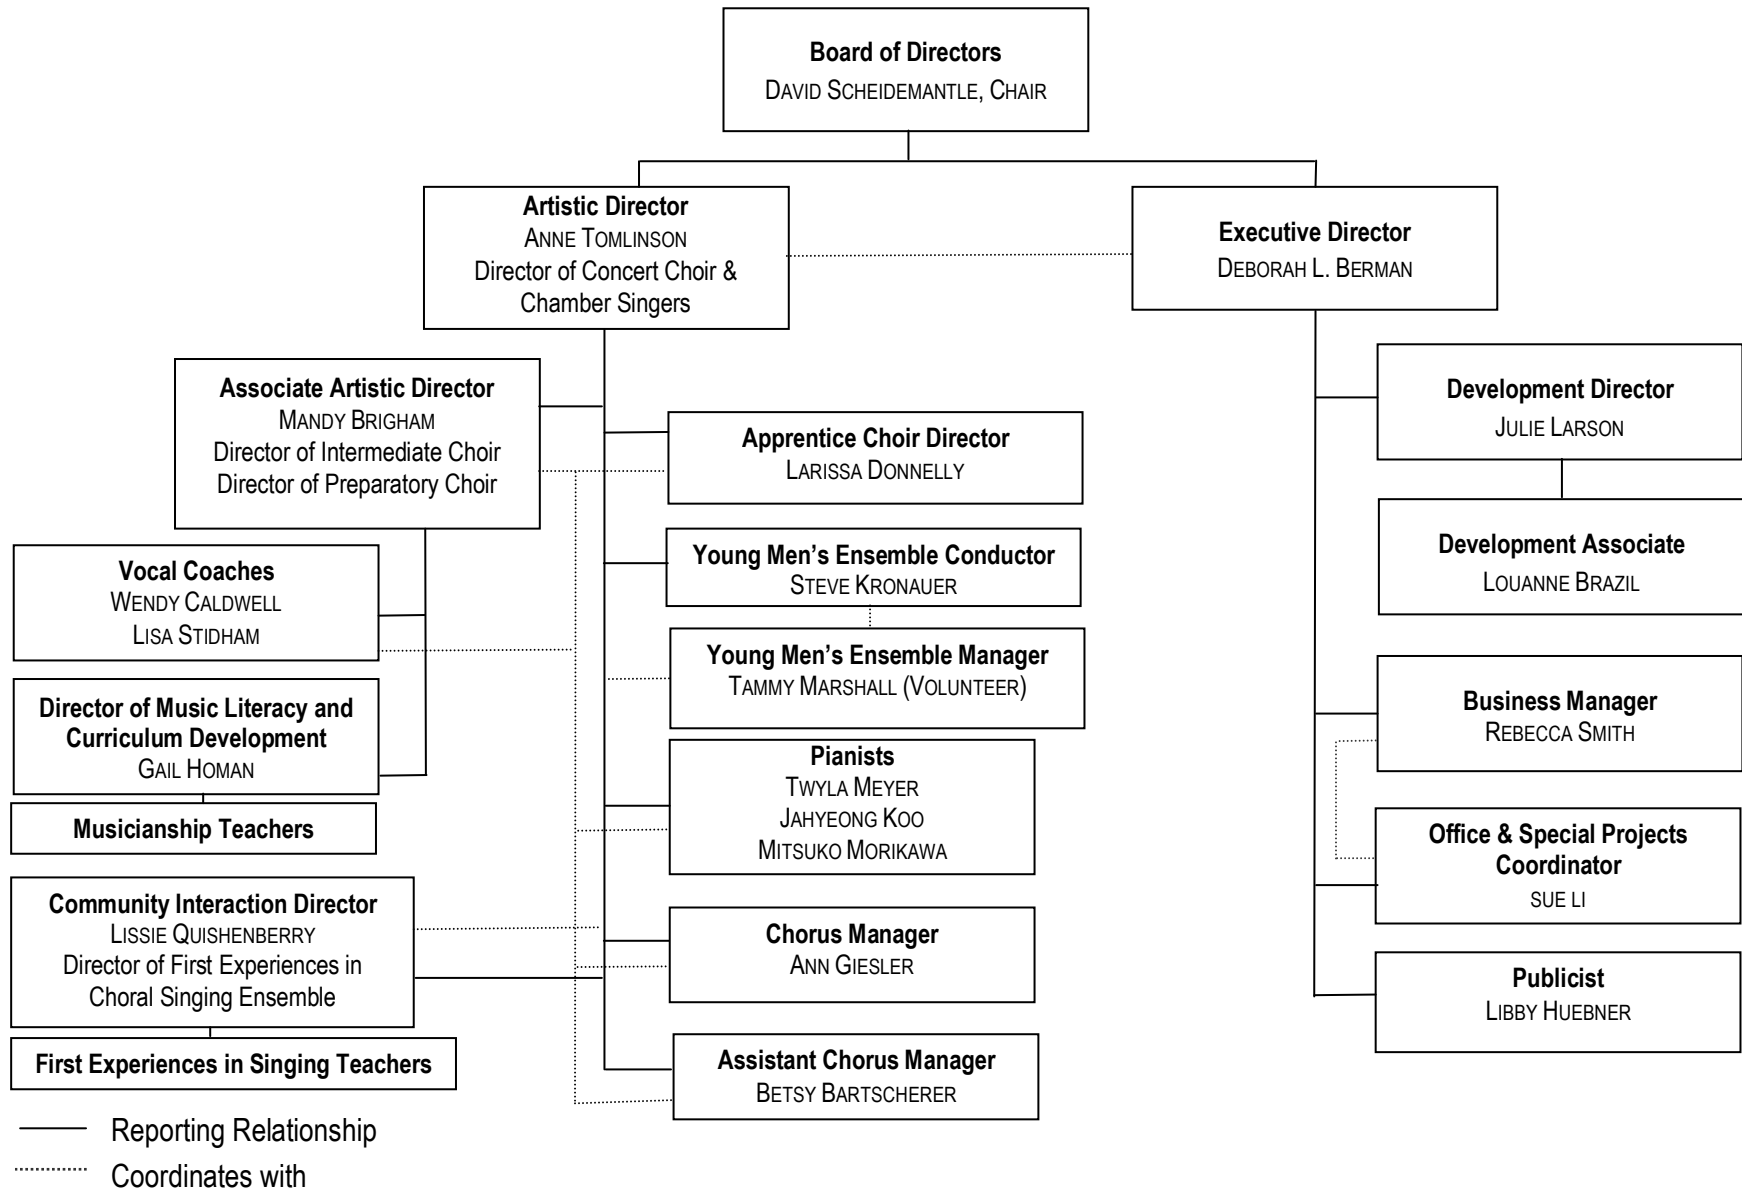 Board of Directors
DAVID SCHEIDEMANTLE, CHAIR
Artistic Director
ANNE TOMLINSON
Director of Concert Choir &
Chamber Singers
Executive Director
DEBORAH L. BERMAN
Associate Artistic Director
MANDY BRIGHAM
Director of Intermediate Choir
Director of Preparatory Choir
Vocal Coaches
WENDY CALDWELL
LISA STIDHAM
Director of Music Literacy and
Curriculum Development
GAIL HOMAN
Musicianship Teachers
Community Interaction Director
LISSIE QUISHENBERRY
Director of First Experiences in
Choral Singing Ensemble
First Experiences in Singing Teachers
Apprentice Choir Director
LARISSA DONNELLY
Young Men’s Ensemble Conductor
STEVE KRONAUER
Young Men’s Ensemble Manager
TAMMY MARSHALL (VOLUNTEER)
Pianists
TWYLA MEYER
JAHYEONG KOO
MITSUKO MORIKAWA
Chorus Manager
ANN GIESLER
Assistant Chorus Manager
BETSY BARTSCHERER
Development Director
JULIE LARSON
Development Associate
LOUANNE BRAZIL
Business Manager
REBECCA SMITH
Office & Special Projects
Coordinator
SUE LI
Publicist
LIBBY HUEBNER
Reporting Relationship
Coordinates with